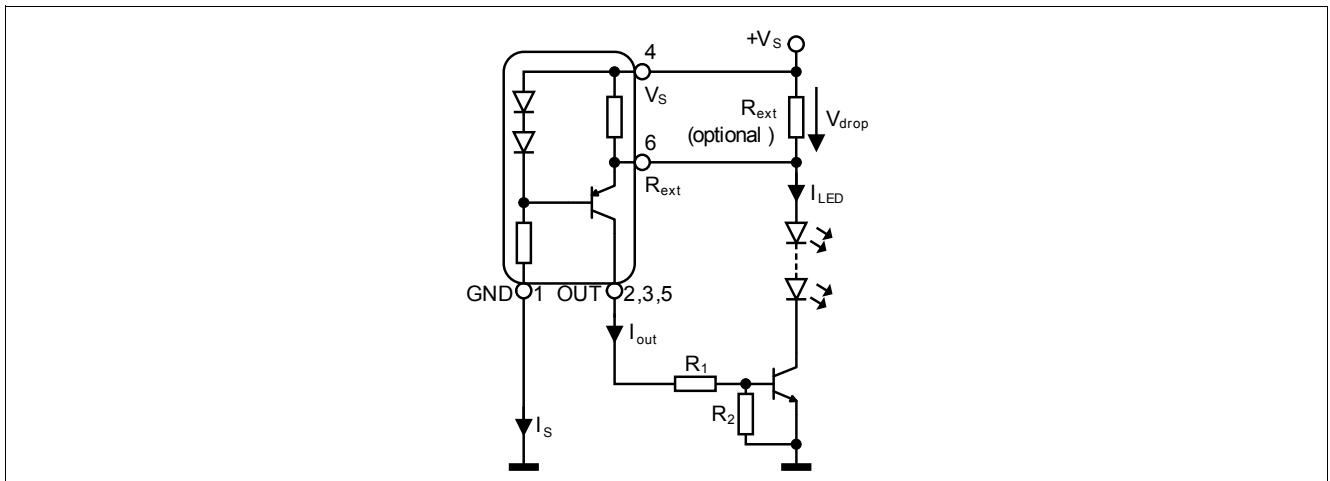 +VS
4
VS
Rext
(optional )
Vdrop
6
Rext
ILED
GND 1 OUT 2,3,5
Iout
R1
R2
IS